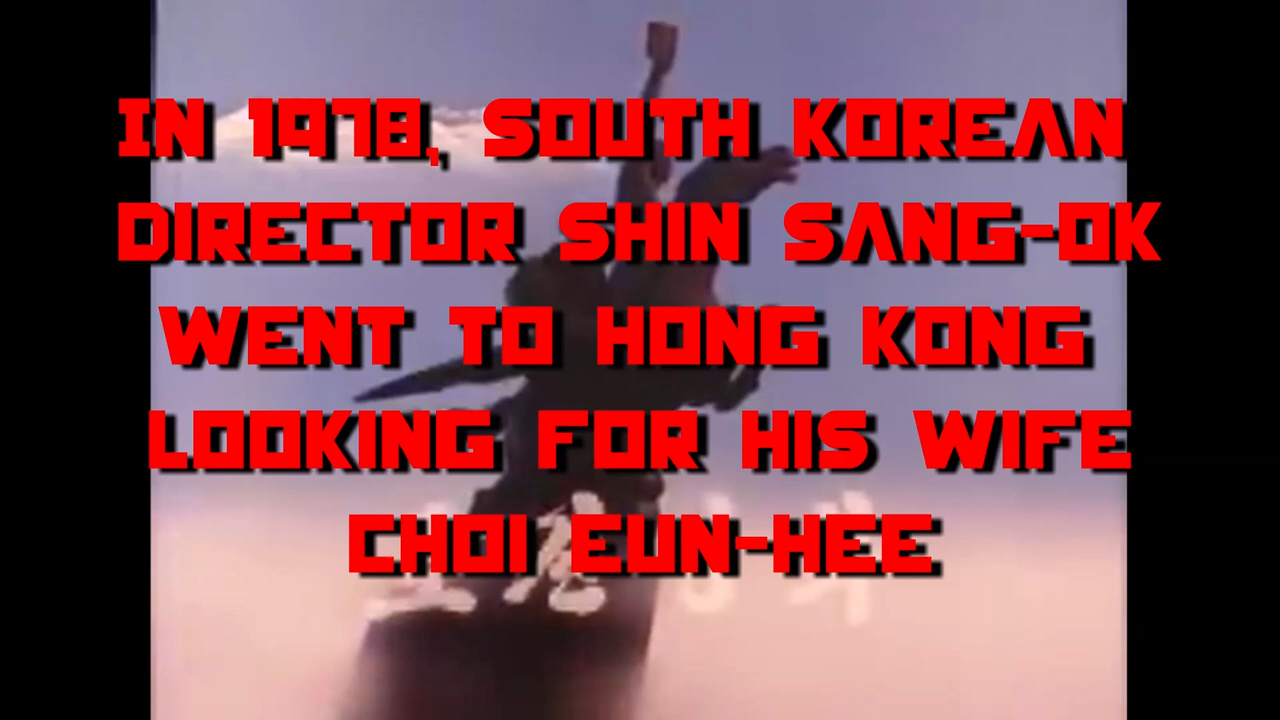 IN 1978, SOUTH KOREAN
DIRECTOR SHIN SANG-OK
WENT TO HONG KONG
LOOKING FOR HIS WIFE
CHOI EUN-HEE